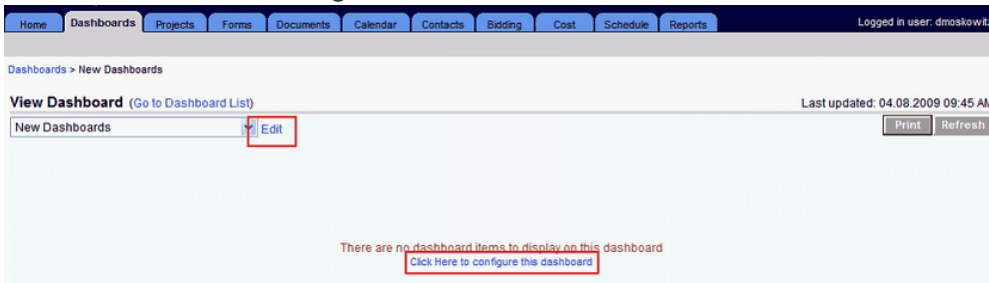 Home Dashboards Projects Forms Documents Calendar Contacts Bidding Cost Schedule Reports Logged in user: dmoskowitz
Dashboards > New Dashboards
View Dashboard (Go to Dashboard List) Last updated: 04.08.2009 09:45 AM
New Dashboards Edit Print Refresh
There are no dashboard items to display on this dashboard
Click Here to configure this dashboard